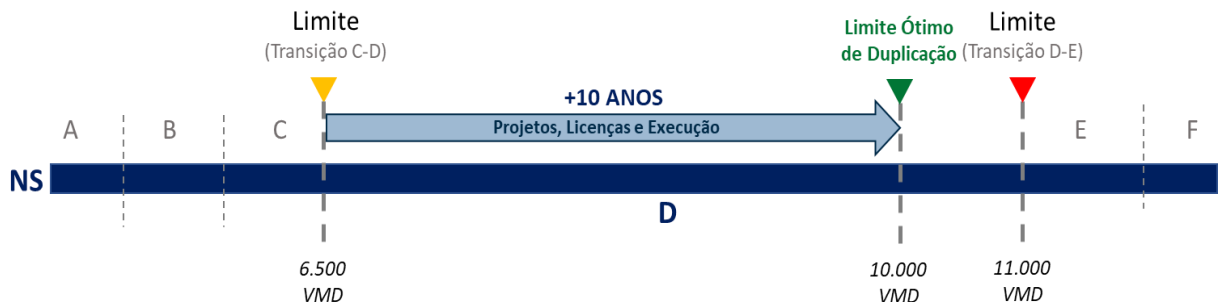 Limite
(Transição C-D)
Limite Ótimo
de Duplicação
Limite
(Transição D-E)
+10 ANOS
Projetos, Licenças e Execução
A
B
C
E
F
NS
D
6.500
VMD
10.000
VMD
11.000
VMD